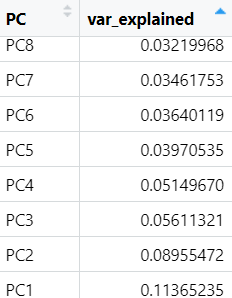 PC var_explained
PC8 0.03219968
PC7 0.03461753
PC6 0.03640119
PC5 0.03970535
PC4 0.05149670
PC3 0.05611321
PC2 0.08955472
PC1 0.11365235